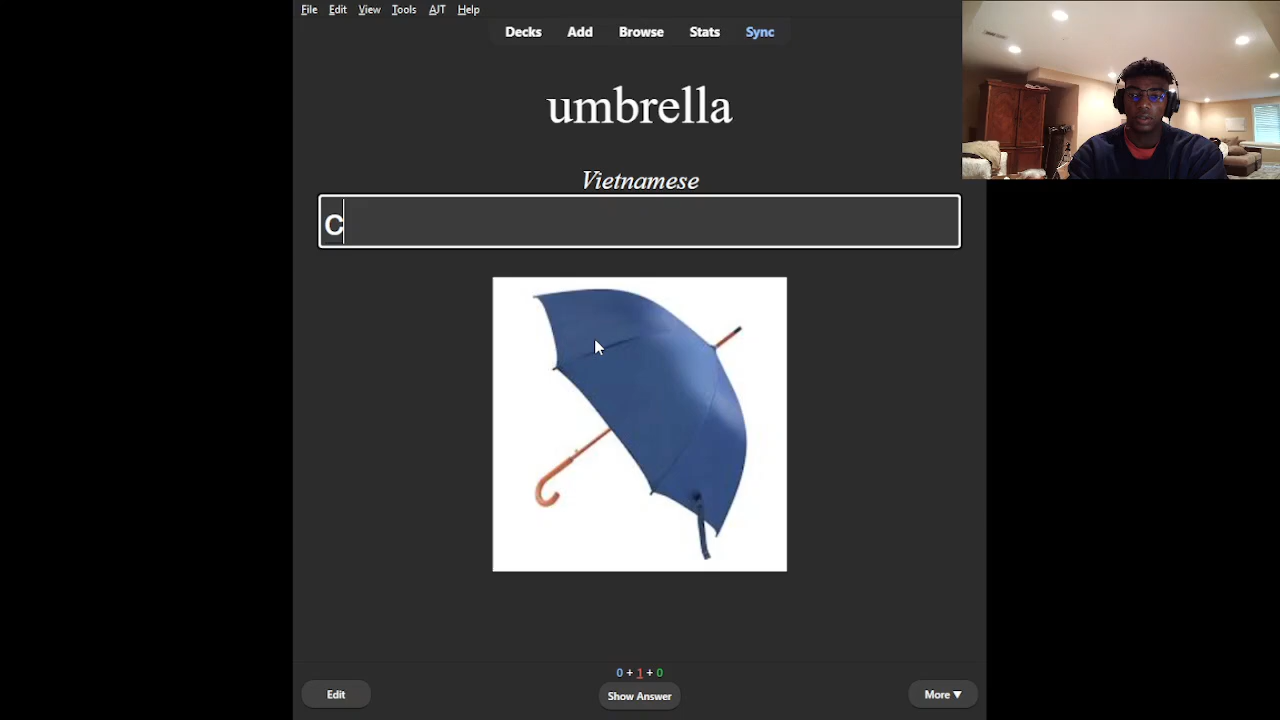 File Edit View Tools AJT Help
Decks Add Browse Stats Sync
umbrella
Vietnamese
C
0 + 1 + 0
Edit Show Answer More ▼